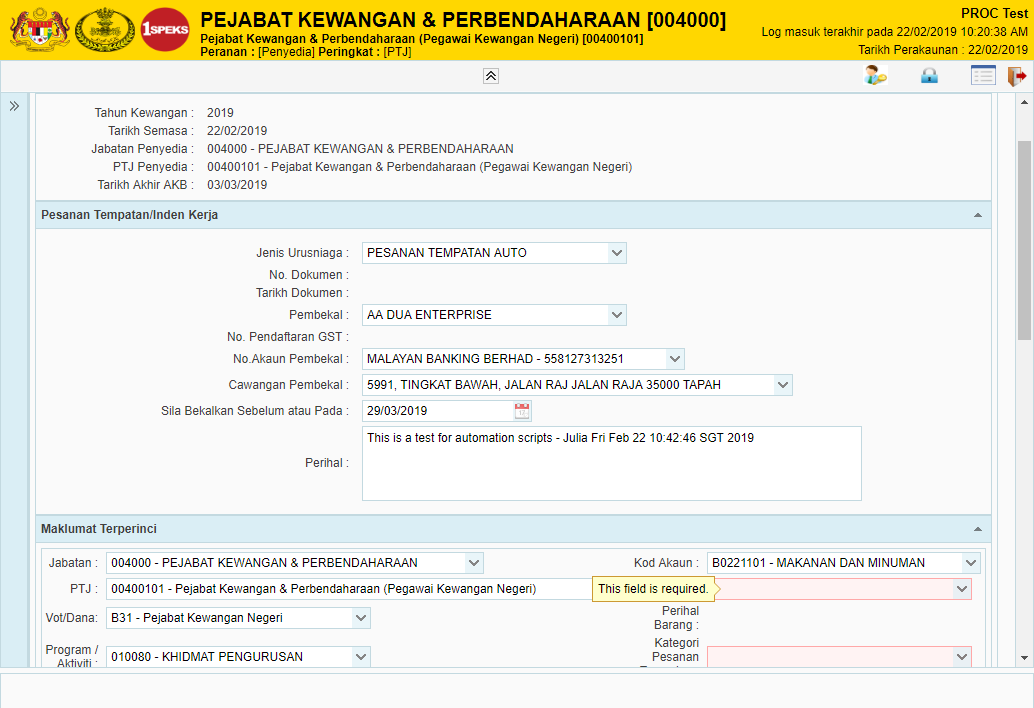 PEJABAT KEWANGAN & PERBENDAHARAAN [004000]
Pejabat Kewangan & Perbendaharaan (Pegawai Kewangan Negeri) [00400101]
Peranan : [Penyedia] Peringkat : [PTJ]
1SPEKS
PROC Test
Log masuk terakhir pada 22/02/2019 10:20:38 AM
Tarikh Perakaunan : 22/02/2019
Tahun Kewangan : 2019
Tarikh Semasa : 22/02/2019
Jabatan Penyedia : 004000 - PEJABAT KEWANGAN & PERBENDAHARAAN
PTJ Penyedia : 00400101 - Pejabat Kewangan & Perbendaharaan (Pegawai Kewangan Negeri)
Tarikh Akhir AKB : 03/03/2019
Pesanan Tempatan/Inden Kerja
Jenis Urusniaga : PESANAN TEMPATAN AUTO
No. Dokumen :
Tarikh Dokumen :
Pembekal : AA DUA ENTERPRISE
No. Pendaftaran GST :
No.Akaun Pembekal : MALAYAN BANKING BERHAD - 558127313251
Cawangan Pembekal : 5991, TINGKAT BAWAH, JALAN RAJ JALAN RAJA 35000 TAPAH
Sila Bekalkan Sebelum atau Pada : 29/03/2019
Perihal : This is a test for automation scripts - Julia Fri Feb 22 10:42:46 SGT 2019
Maklumat Terperinci
Jabatan : 004000 - PEJABAT KEWANGAN & PERBENDAHARAAN
Kod Akaun : B0221101 - MAKANAN DAN MINUMAN
PTJ : 00400101 - Pejabat Kewangan & Perbendaharaan (Pegawai Kewangan Negeri)
This field is required.
Vot/Dana: B31 - Pejabat Kewangan Negeri
Perihal
Barang :
Program /
Aktiviti : 010080 - KHIDMAT PENGURUSAN
Kategori
Pesanan